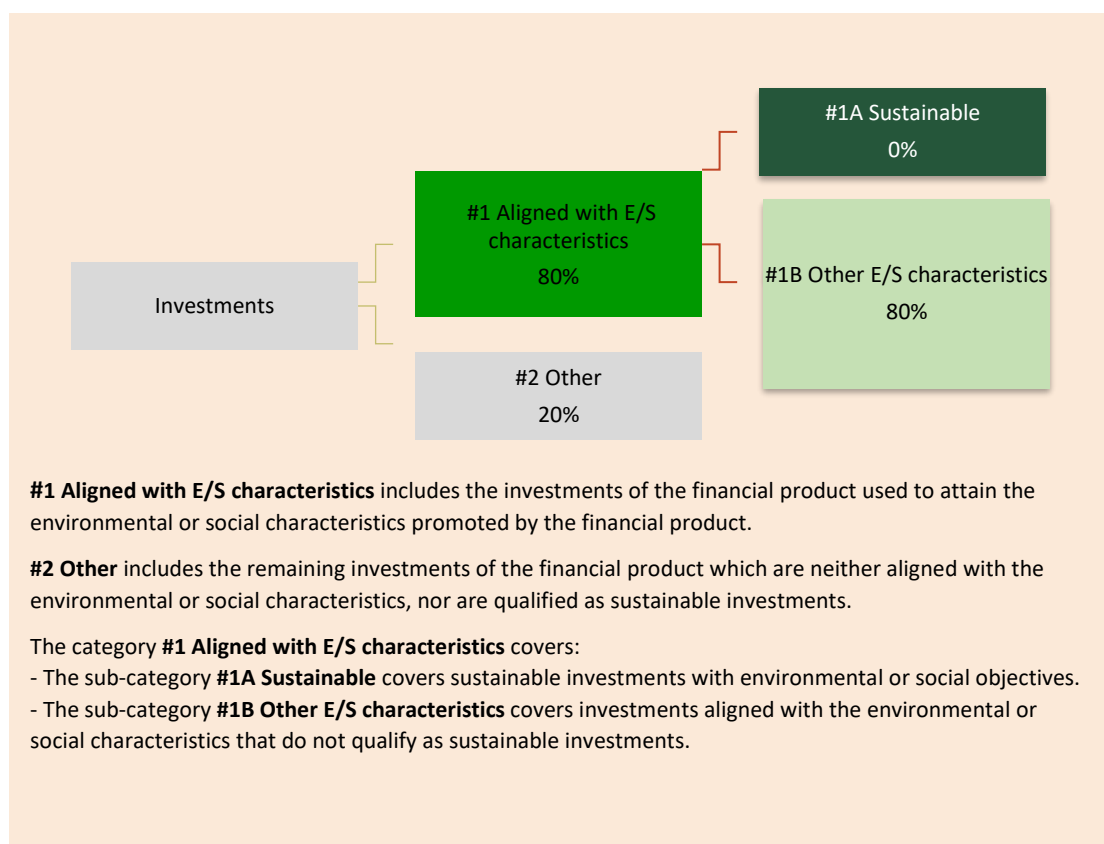 #1A Sustainable
0%
#1 Aligned with E/S
characteristics
80%
#1B Other E/S characteristics
80%
Investments
#2 Other
20%
#1 Aligned with E/S characteristics includes the investments of the financial product used to attain the
environmental or social characteristics promoted by the financial product.
#2 Other includes the remaining investments of the financial product which are neither aligned with the
environmental or social characteristics, nor are qualified as sustainable investments.
The category #1 Aligned with E/S characteristics covers:
- The sub-category #1A Sustainable covers sustainable investments with environmental or social objectives.
- The sub-category #1B Other E/S characteristics covers investments aligned with the environmental or
social characteristics that do not qualify as sustainable investments.